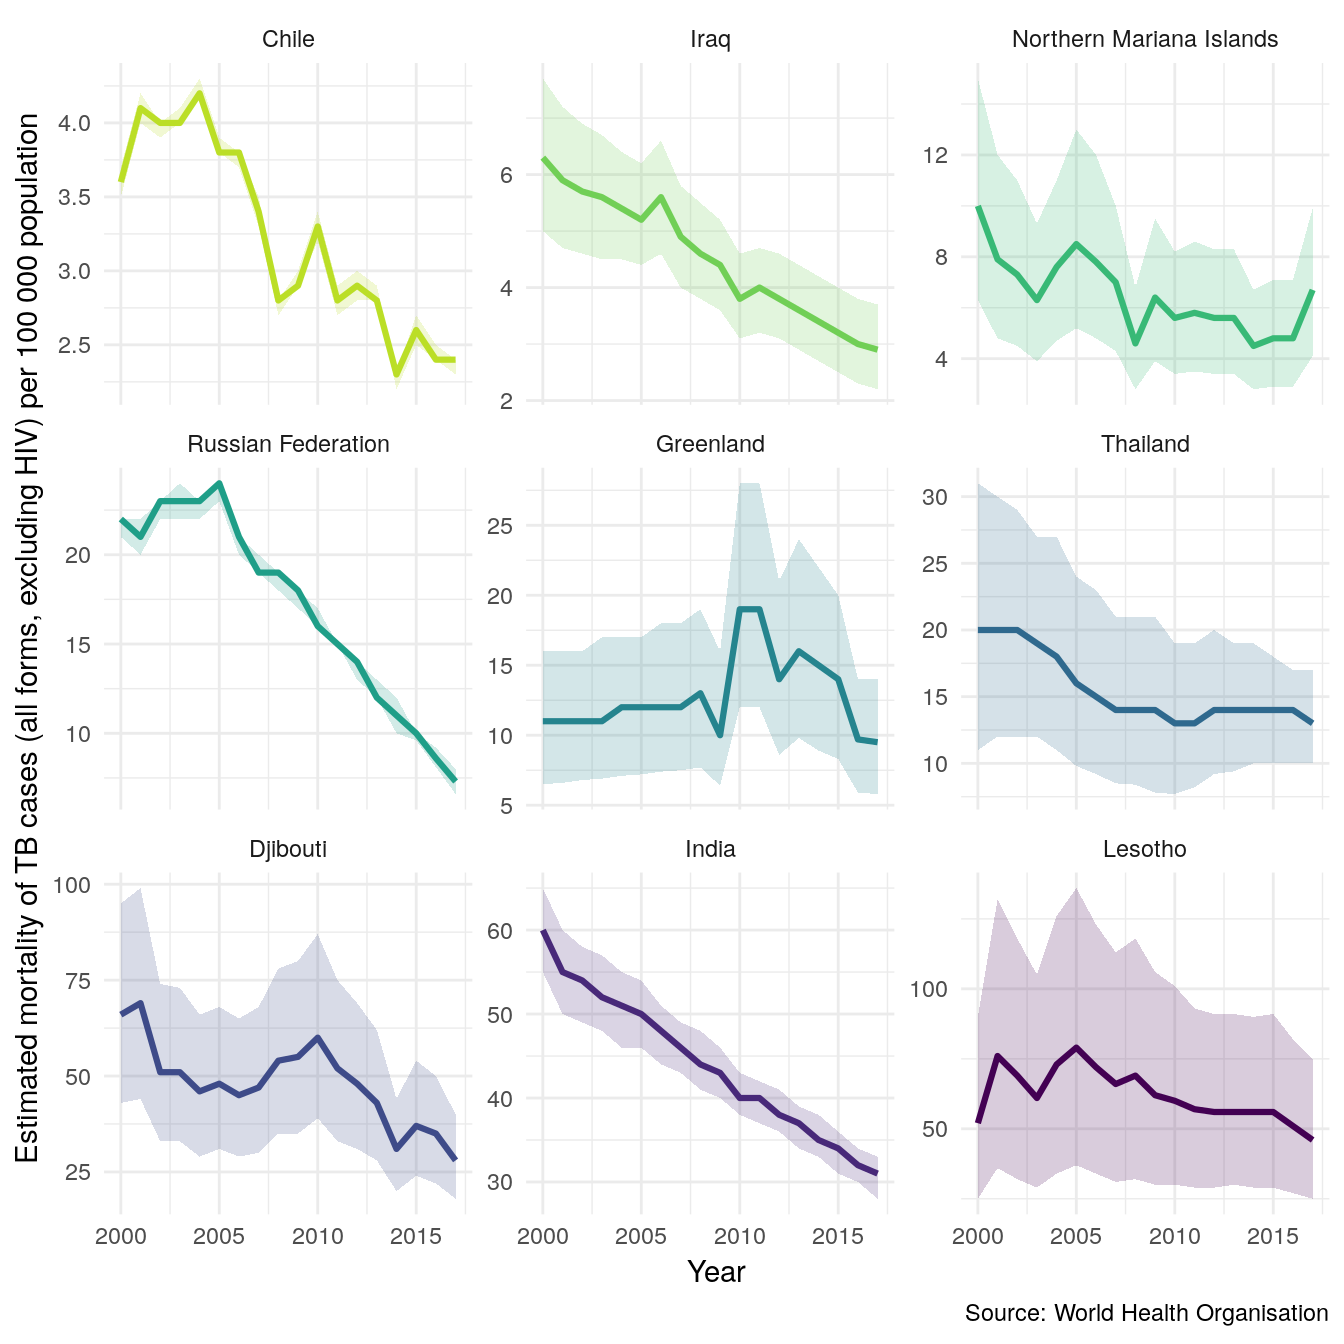 Chile
Iraq
Northern Mariana Islands
4.0
3.5
3.0
2.5
6
4
2
12
8
4
Russian Federation
Greenland
Thailand
20
15
10
25
20
15
10
5
30
25
20
15
10
Djibouti
India
Lesotho
100
75
50
25
60
50
40
30
100
50
2000 2005 2010 2015
2000 2005 2010 2015
2000 2005 2010 2015
Estimated mortality of TB cases (all forms, excluding HIV) per 100 000 population
Year
Source: World Health Organisation